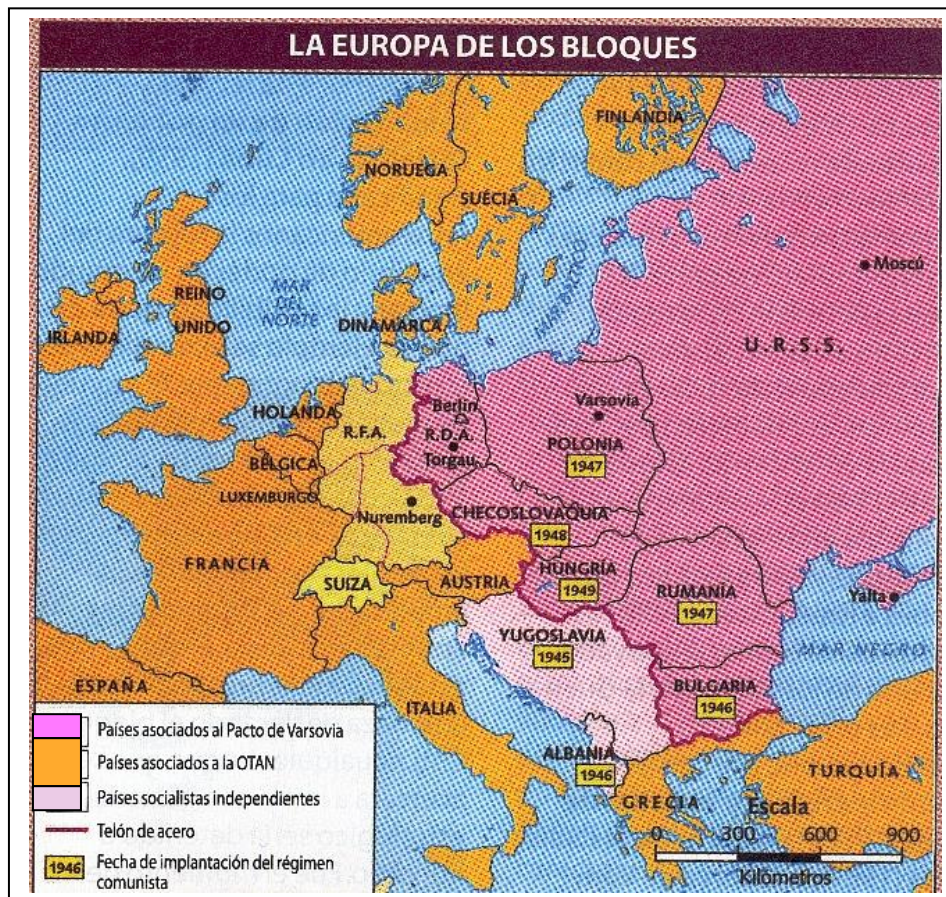 LA EUROPA DE LOS BLOQUES
FINLANDIA
NORUEGA
SUECIA
Moscú
REINO
UNIDO
MAR
DEL
NORTE
MAR BÁLTICO
IRLANDA
DINAMARCA
U.R.S.S.
HOLANDA
Berlín
Varsovia
R.F.A.
R.D.A.
Torgau
POLONIA
1947
BÉLGICA
LUXEMBURGO
Nuremberg
CHECOSLOVAQUIA
1948
FRANCIA
SUIZA
AUSTRIA
HUNGRÍA
1949
RUMANÍA
1947
Yalta
YUGOSLAVIA
1945
MAR NEGRO
ESPAÑA
ITALIA
BULGARIA
1946
ALBANIA
1946
TURQUÍA
GRECIA
Escala
0 300 600 900
Kilómetros
Países asociados al Pacto de Varsovia
Países asociados a la OTAN
Países socialistas independientes
Telón de acero
1946
Fecha de implantación del régimen
comunista